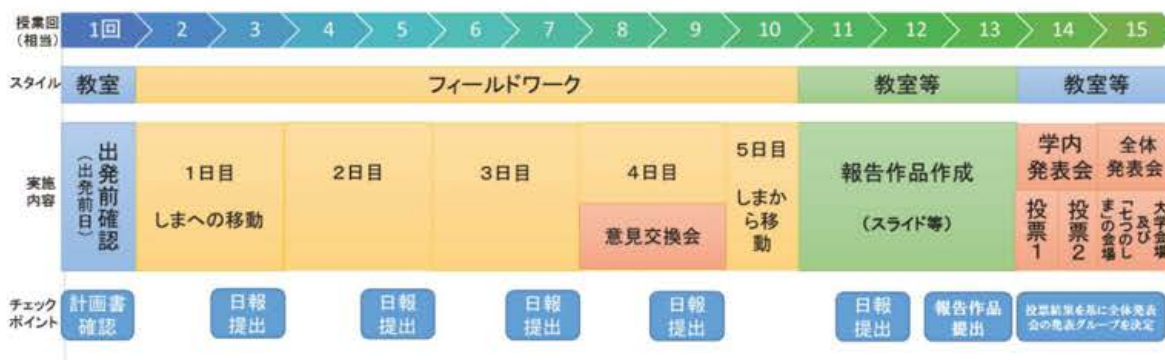 授業回
(相当)
1回 2 3 4 5 6 7 8 9 10 11 12 13 14 15
スタイル
教室
フィールドワーク
教室等
教室等
実施
内容
出発前確認
(出発前日)
1日目
しまへの移動
2日目
3日目
4日目
意見交換会
5日目
しまか
ら移
動
報告作品作成
(スライド等)
学内
発表会
投票1
投票2
全体
発表会
大学会場
及び
「七つのし
ま」の会場
チェック
ポイント
計画書
確認
日報
提出
日報
提出
日報
提出
日報
提出
日報
提出
報告作品
提出
投票結果を基に全体発表
会の発表グループを決定